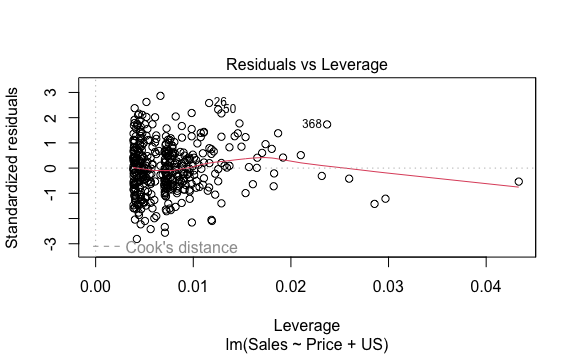 Residuals vs Leverage
Standardized residuals
3
2
1
0
-1
-3
26
50
368
Cook's distance
0.00 0.01 0.02 0.03 0.04
Leverage
lm(Sales ~ Price + US)